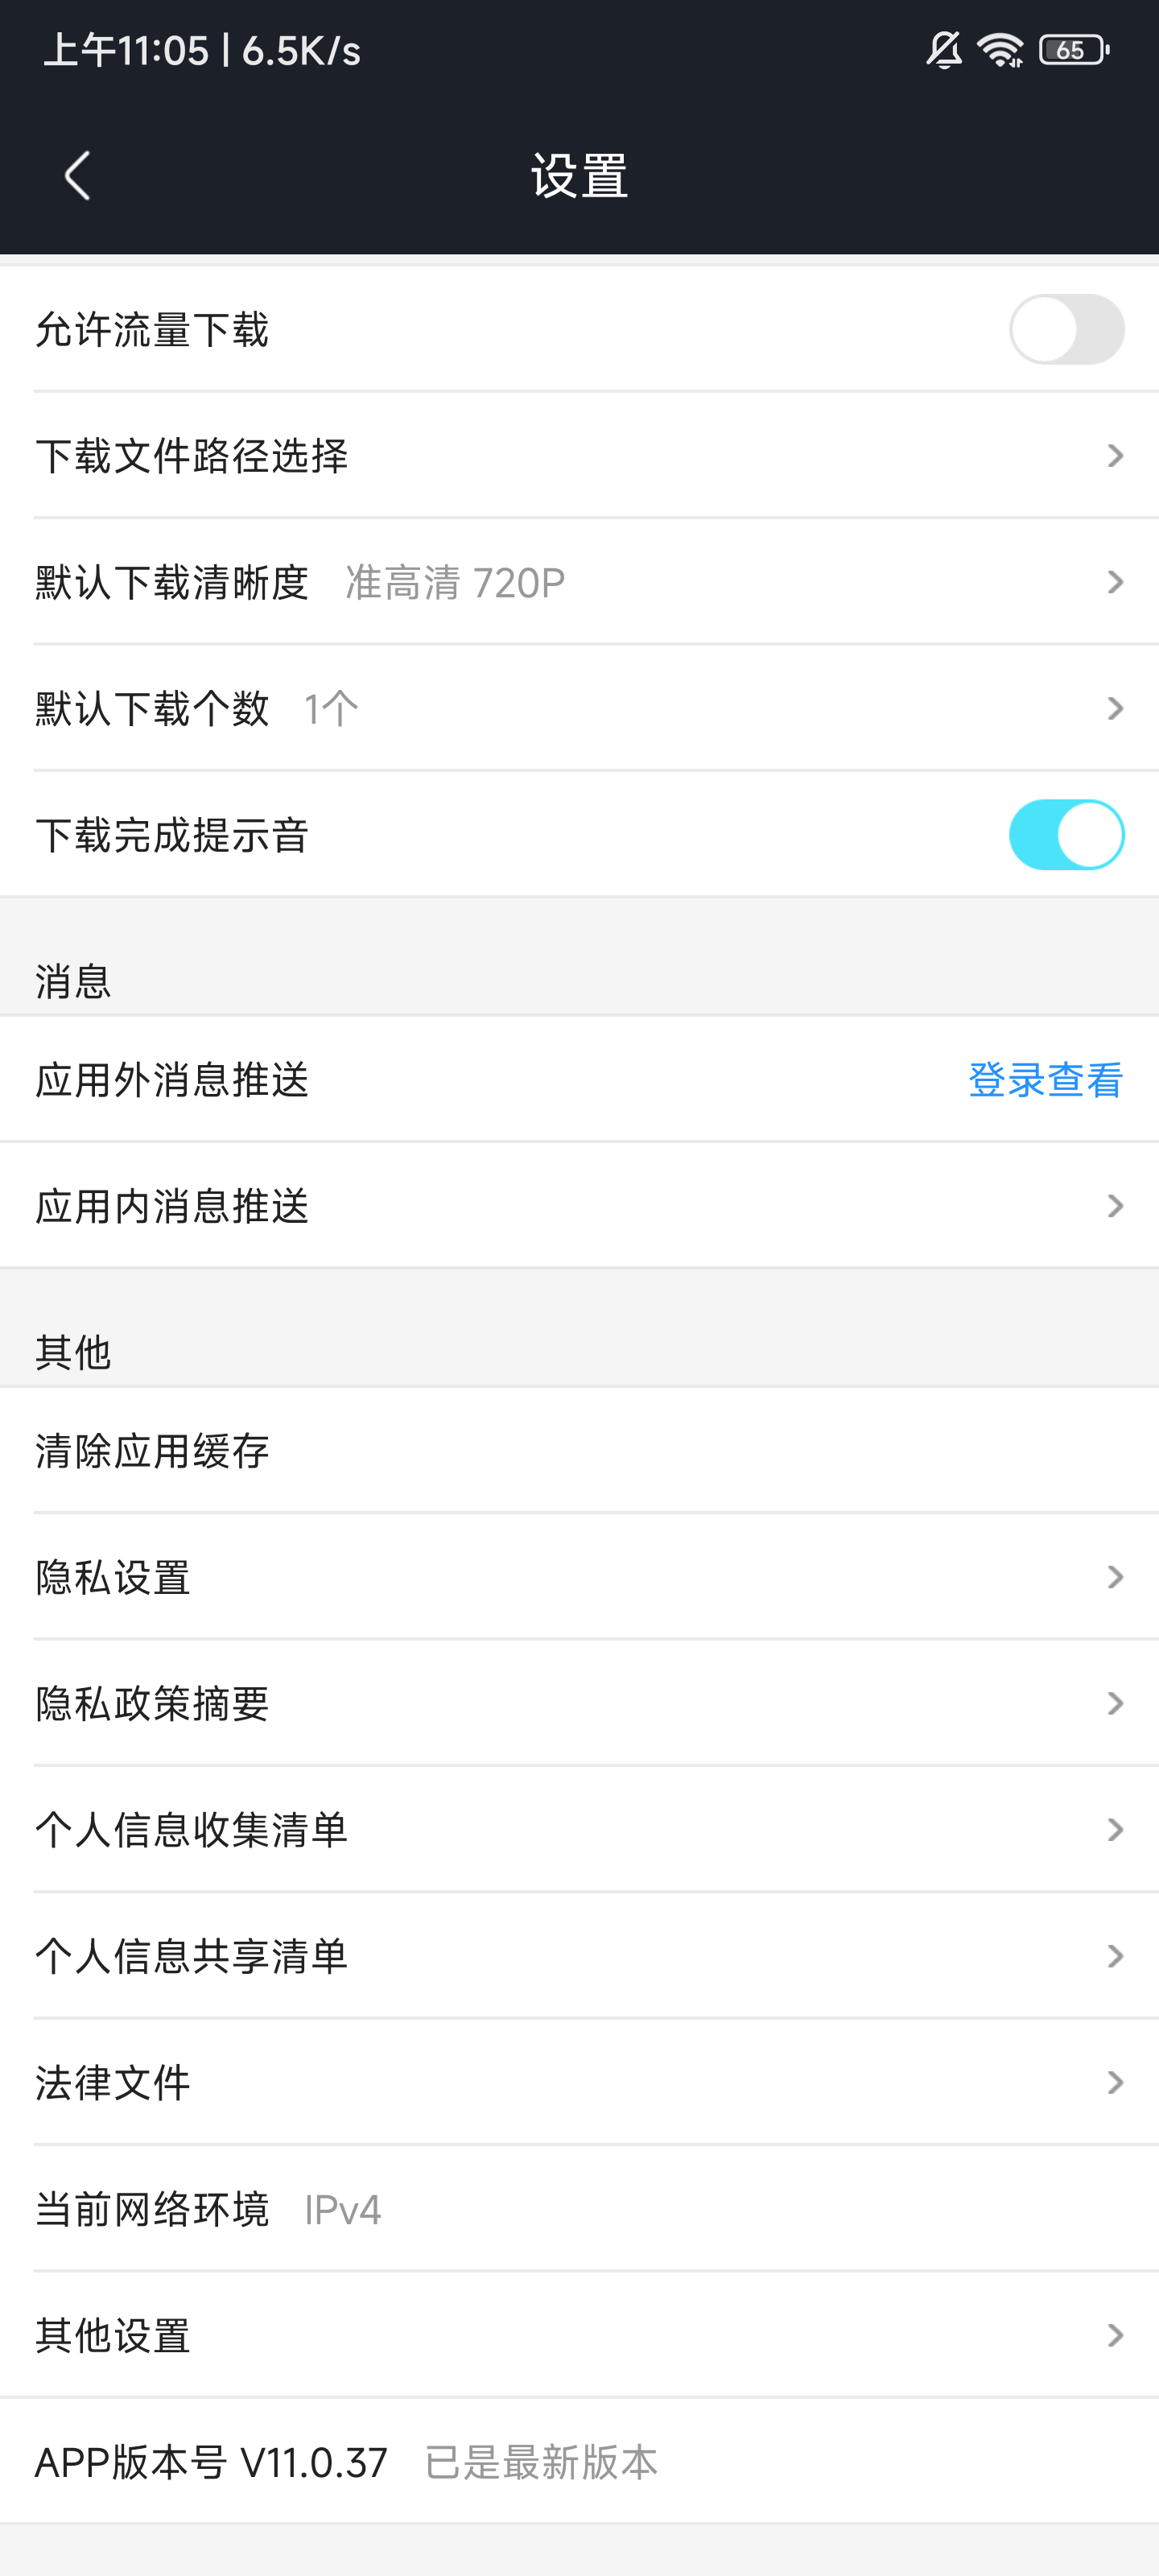 上午11:05 | 6.5K/s
65
设置
允许流量下载
下载文件路径选择
默认下载清晰度 准高清 720P
默认下载个数 1个
下载完成提示音
消息
应用外消息推送 登录查看
应用内消息推送
其他
清除应用缓存
隐私设置
隐私政策摘要
个人信息收集清单
个人信息共享清单
法律文件
当前网络环境 IPv4
其他设置
APP版本号 V11.0.37 已是最新版本